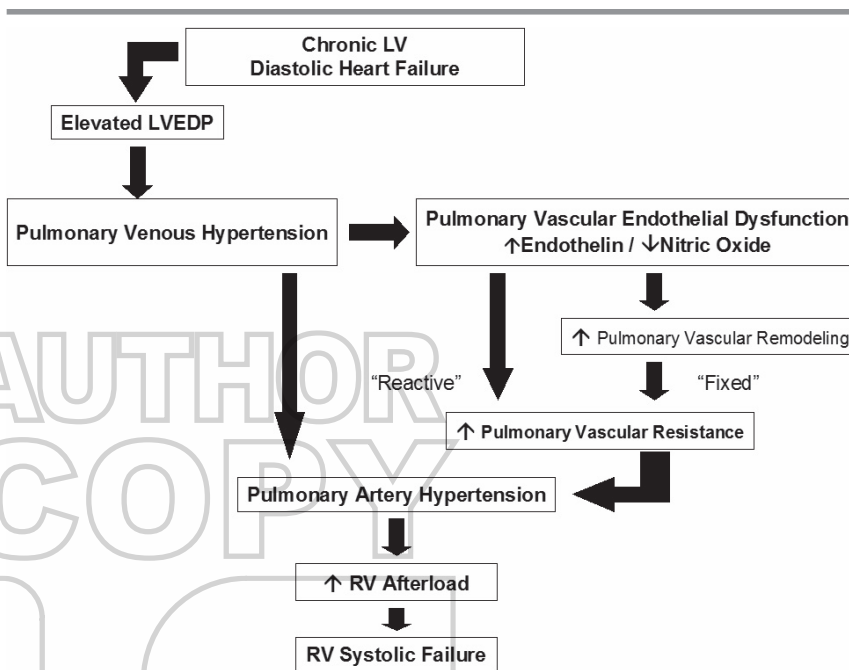 Chronic LV
Diastolic Heart Failure
Elevated LVEDP
Pulmonary Venous Hypertension
Pulmonary Vascular Endothelial Dysfunction
↑Endothelin / ↓Nitric Oxide
↑ Pulmonary Vascular Remodeling
“Reactive”
“Fixed”
↑ Pulmonary Vascular Resistance
Pulmonary Artery Hypertension
↑ RV Afterload
RV Systolic Failure
AUTHOR
COPY